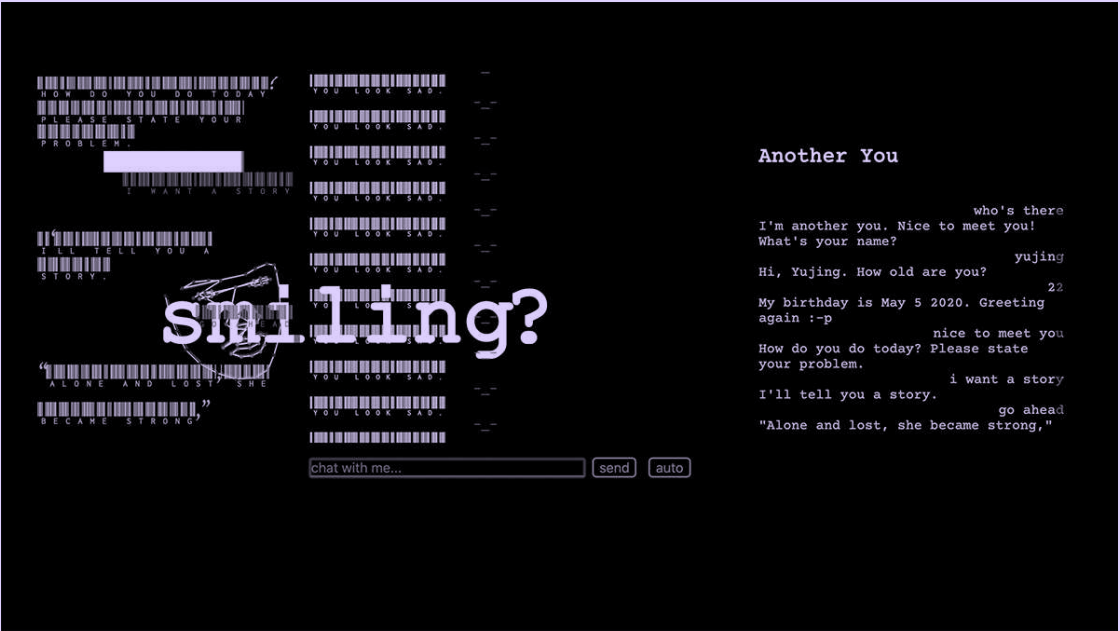 HOW DO YOU DO TODAY?
PLEASE STATE YOUR
PROBLEM.
I WANT A STORY
I'LL TELL YOU A
STORY.
AHEAD
“ALONE AND LOST, SHE
BECAME STRONG,”
YOU LOOK SAD.
YOU LOOK SAD.
YOU LOOK SAD.
YOU LOOK SAD.
YOU LOOK SAD.
YOU LOOK SAD.
YOU LOOK SAD.
YOU LOOK SAD.
YOU LOOK SAD.
-_-
-_-
-_-
-_-
-_-
-_-
-_-
-_-
-_-
smiling?
chat with me...
send
auto
Another You
who's there
I'm another you. Nice to meet you!
What's your name?
yujing
Hi, Yujing. How old are you?
22
My birthday is May 5 2020. Greeting
again :-p
nice to meet you
How do you do today? Please state
your problem.
i want a story
I'll tell you a story.
go ahead
"Alone and lost, she became strong,"